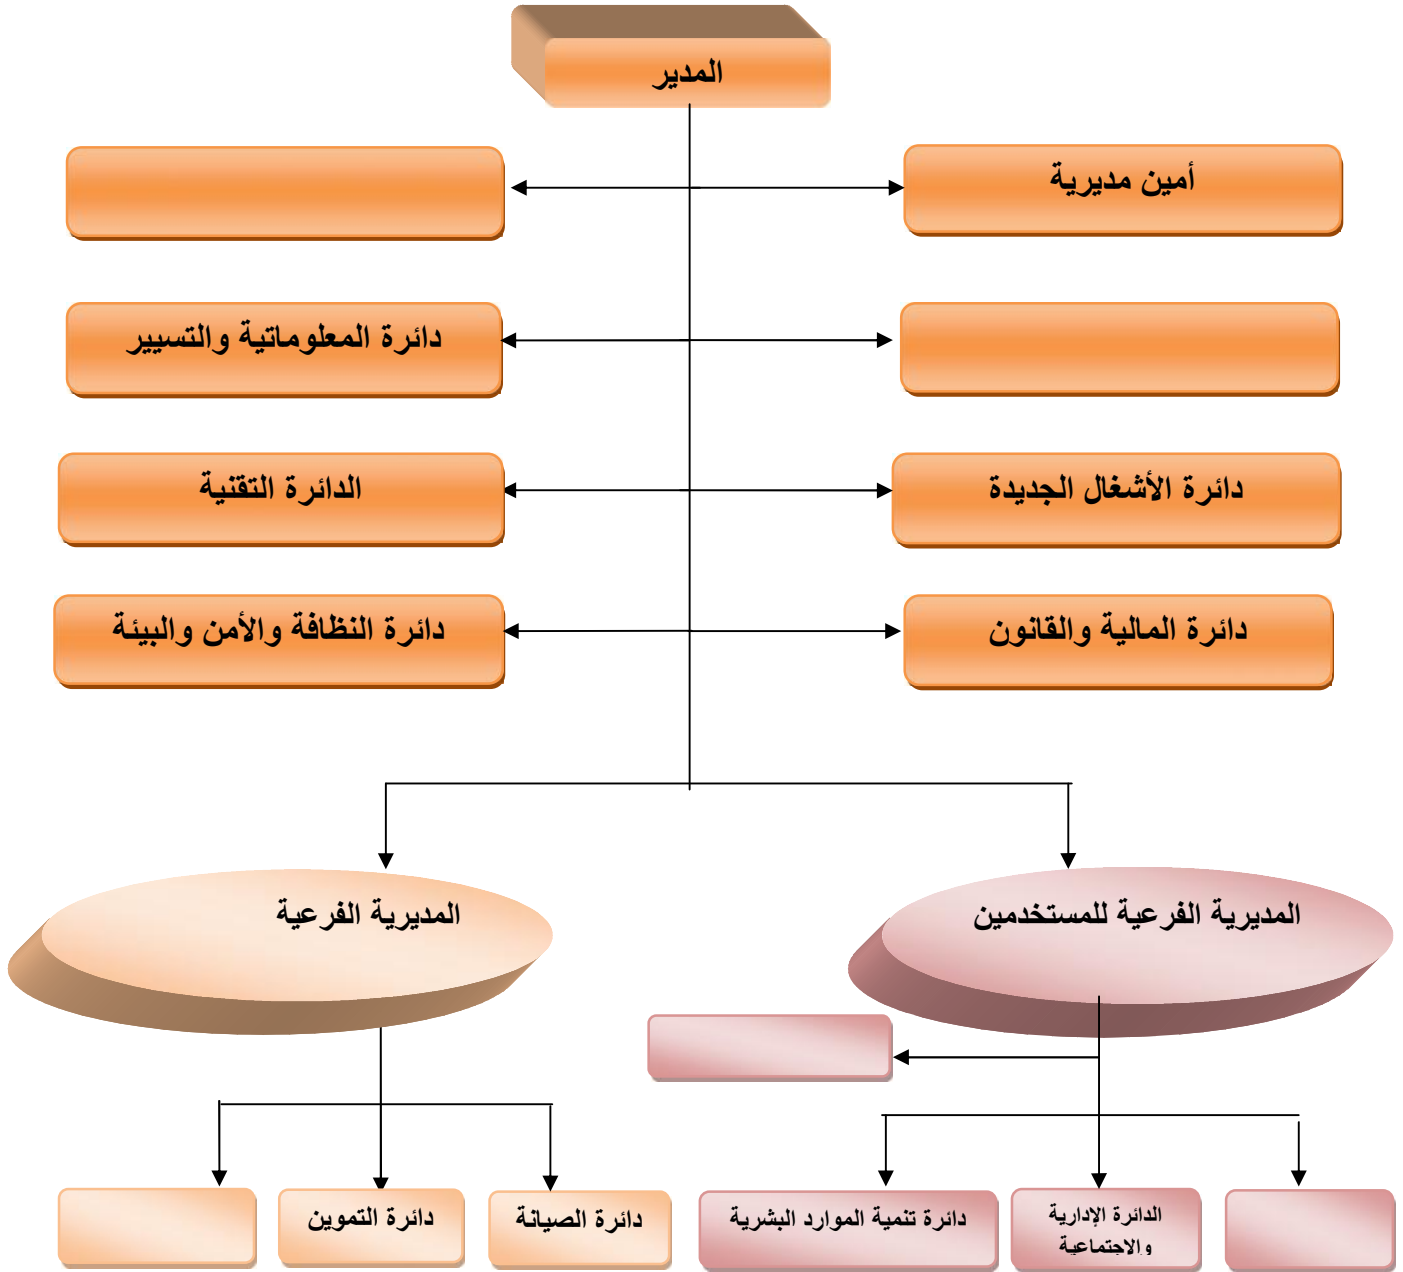 المدير
أمين مديرية
دائرة المعلوماتية والتسيير
دائرة الأشغال الجديدة
الدائرة التقنية
دائرة المالية والقانون
دائرة النظافة والأمن والبيئة
المديرية الفرعية للمستخدمين
المديرية الفرعية
الدائرة الإدارية
والاجتماعية
دائرة تنمية الموارد البشرية
دائرة الصيانة
دائرة التموين